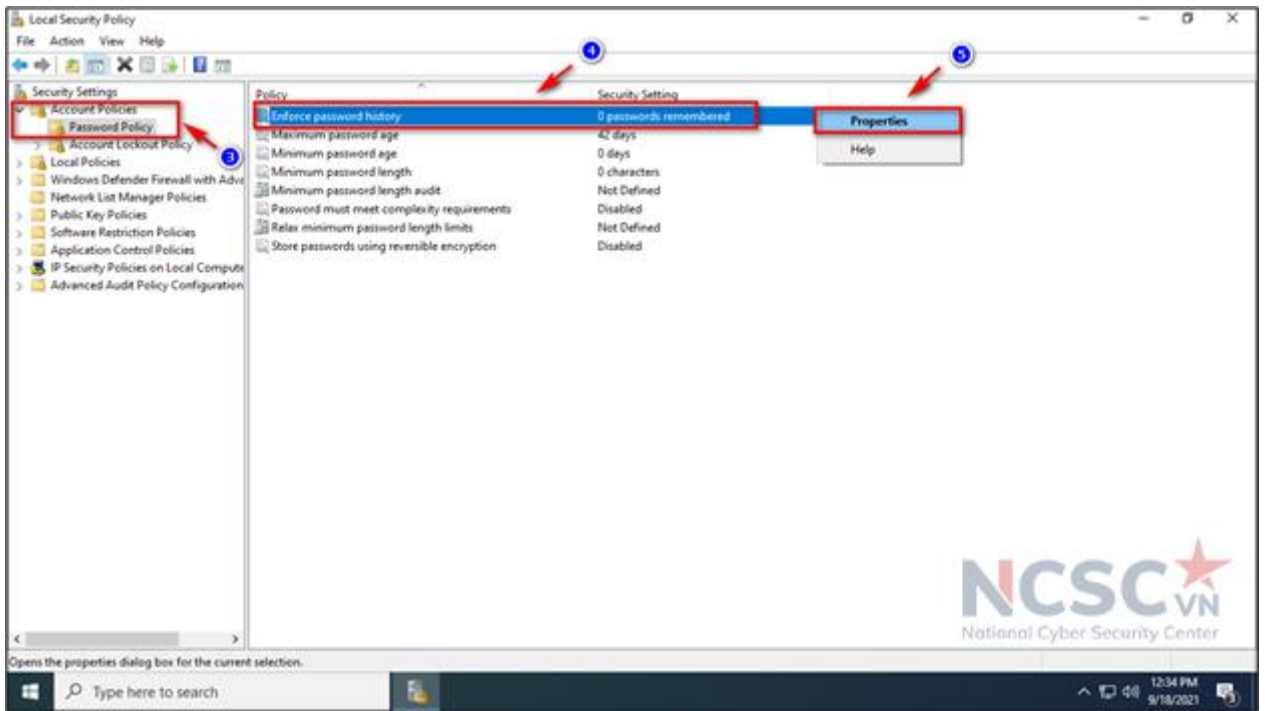 Local Security Policy
File Action View Help
4
5
Security Settings
Account Policies
Password Policy
Account Lockout Policy
3
Local Policies
Windows Defender Firewall with Adva
Network List Manager Policies
Public Key Policies
Software Restriction Policies
Application Control Policies
IP Security Policies on Local Compute
Advanced Audit Policy Configuration
Policy Security Setting
Enforce password history 0 passwords remembered
Maximum password age 42 days
Minimum password age 0 days
Minimum password length 0 characters
Minimum password length audit Not Defined
Password must meet complexity requirements Disabled
Relax minimum password length limits Not Defined
Store passwords using reversible encryption Disabled
Properties
Help
NCSC VN
National Cyber Security Center
Opens the properties dialog box for the current selection.
Type here to search
12:34 PM
9/18/2021
3